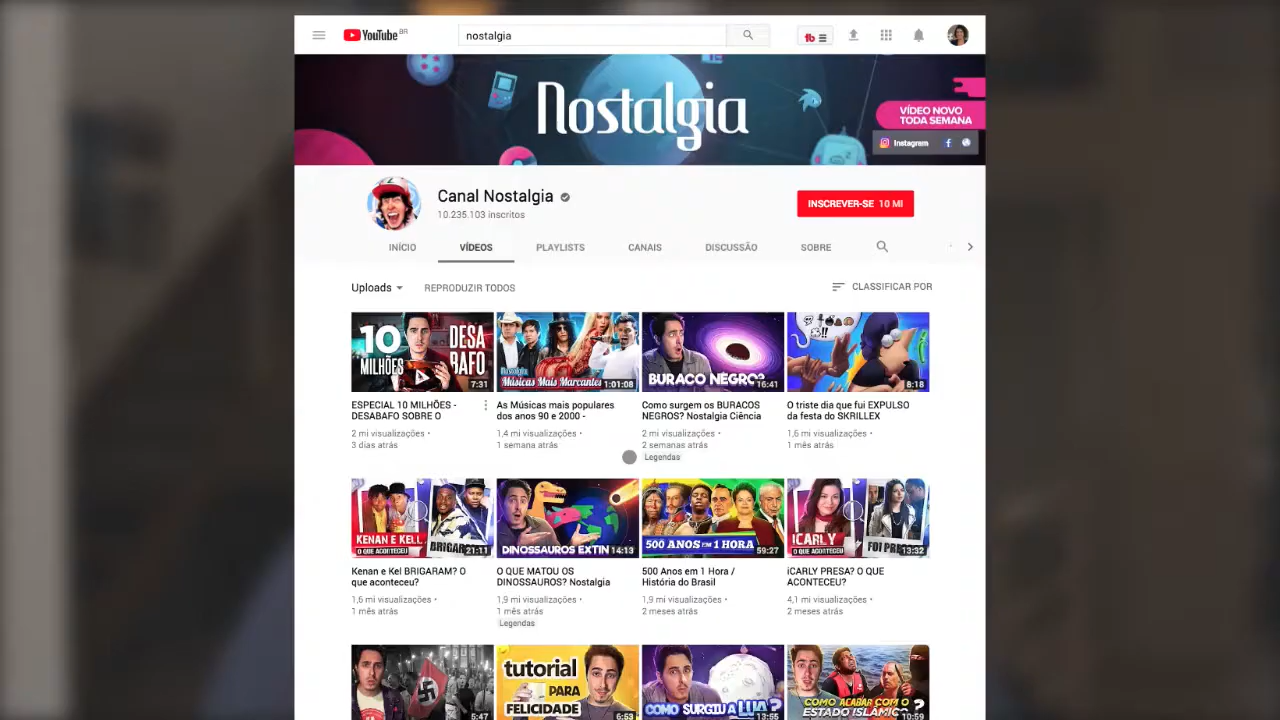 YouTube BR
nostalgia
Nostalgia
VÍDEO NOVO
TODA SEMANA
Instagram
Canal Nostalgia
10.235.103 inscritos
INSCREVER-SE 10 MI
INÍCIO VÍDEOS PLAYLISTS CANAIS DISCUSSÃO SOBRE
Uploads REPRODUZIR TODOS CLASSIFICAR POR
10 MILHÕES
DESABAFO
7:31
Nostalgia
Músicas Mais Marcantes
1:01:08
BURACO NEGRO?
16:41
8:18
ESPECIAL 10 MILHÕES -
DESABAFO SOBRE O
2 mi visualizações •
3 dias atrás
As Músicas mais populares
dos anos 90 e 2000 -
1,4 mi visualizações •
1 semana atrás
Como surgem os BURACOS
NEGROS? Nostalgia Ciência
2 mi visualizações •
2 semanas atrás
Legendas
O triste dia que fui EXPULSO
da festa do SKRILLEX
1,6 mi visualizações •
1 mês atrás
KENAN E KELL
O QUE ACONTECEU?
BRIGA
21:11
DINOSSAUROS EXTIN
14:13
500 ANOS EM 1 HORA
59:27
ICARLY
O QUE ACONTECEU?
FOI PRE
13:32
Kenan e Kel BRIGARAM? O
que aconteceu?
1,6 mi visualizações •
1 mês atrás
O QUE MATOU OS
DINOSSAUROS? Nostalgia
1,9 mi visualizações •
1 mês atrás
Legendas
500 Anos em 1 Hora /
História do Brasil
1,9 mi visualizações •
2 meses atrás
iCARLY PRESA? O QUE
ACONTECEU?
4,1 mi visualizações •
2 meses atrás
5:47
tutorial
PARA
FELICIDADE
6:53
COMO SURGIU A LUA?
13:55
COMO ACABAR COM O
ESTADO ISLÂMICO?
10:59